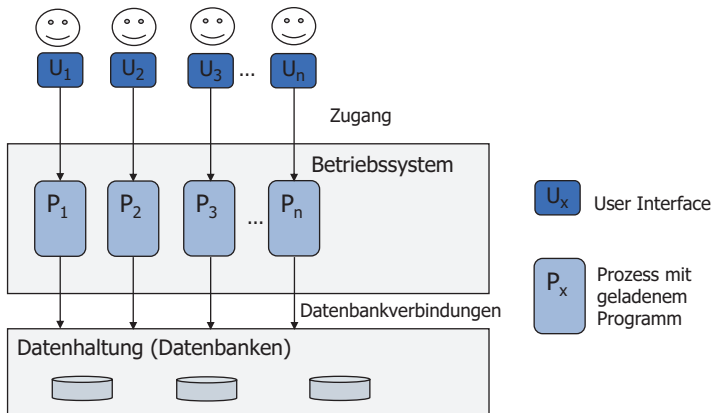 U1 U2 U3 ... Un
Zugang
Betriebssystem
P1 P2 P3 ... Pn
Ux User Interface
Px Prozess mit
geladenem
Programm
Datenbankverbindungen
Datenhaltung (Datenbanken)